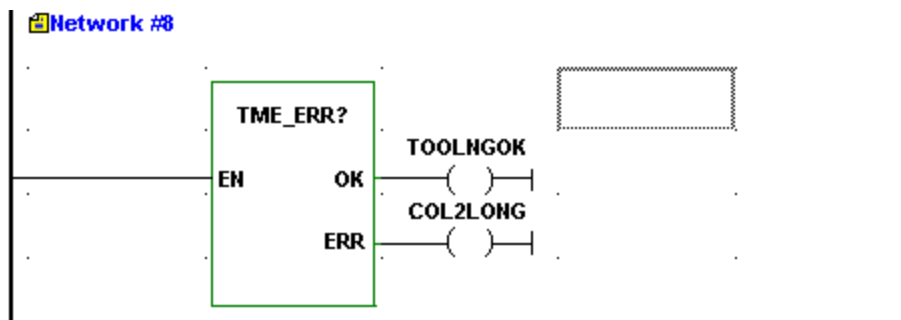 Network #8
TME_ERR?
TOOLNGOK
EN OK
COL2LONG
ERR